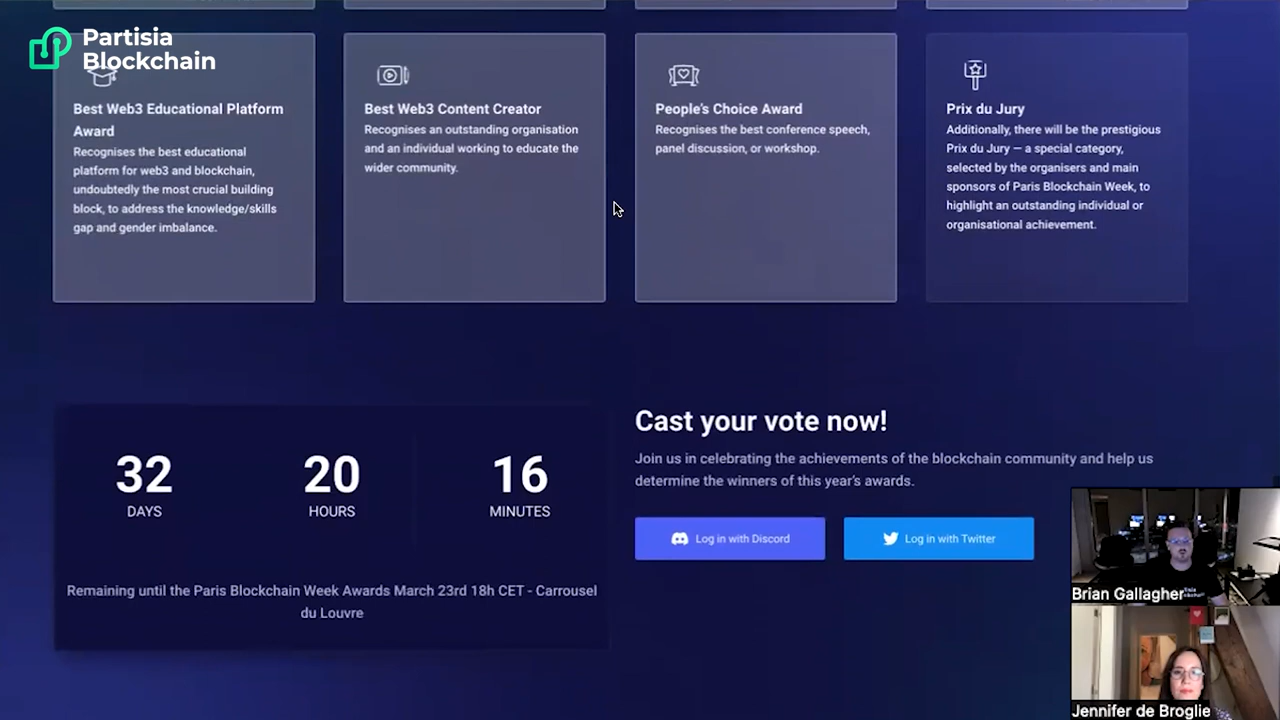 Partisia
Blockchain
Best Web3 Educational Platform
Award
Recognises the best educational
platform for web3 and blockchain,
undoubtedly the most crucial building
block, to address the knowledge/skills
gap and gender imbalance.
Best Web3 Content Creator
Recognises an outstanding organisation
and an individual working to educate the
wider community.
People's Choice Award
Recognises the best conference speech,
panel discussion, or workshop.
Prix du Jury
Additionally, there will be the prestigious
Prix du Jury — a special category,
selected by the organisers and main
sponsors of Paris Blockchain Week, to
highlight an outstanding individual or
organisational achievement.
32
DAYS
20
HOURS
16
MINUTES
Remaining until the Paris Blockchain Week Awards March 23rd 18h CET - Carrousel
du Louvre
Cast your vote now!
Join us in celebrating the achievements of the blockchain community and help us
determine the winners of this year's awards.
Log in with Discord
Log in with Twitter
Brian Gallagher
Jennifer de Broglie